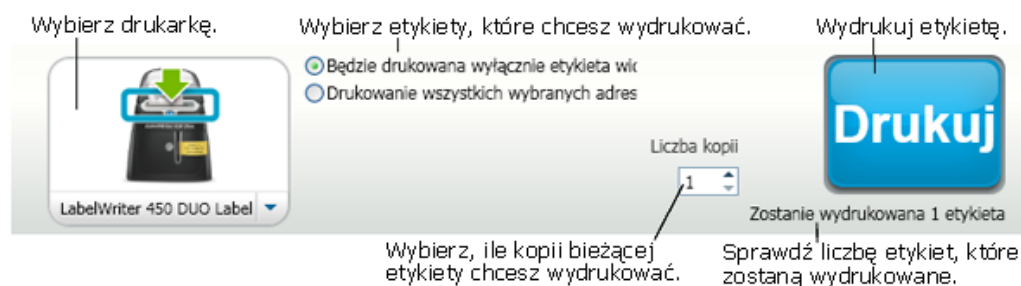 Wybierz drukarkę.
Wybierz etykiety, które chcesz wydrukować.
Wydrukuj etykietę.
Będzie drukowana wyłącznie etykieta wic
Drukowanie wszystkich wybranych adres
Drukuj
Liczba kopii
1
LabelWriter 450 DUO Label
Zostanie wydrukowana 1 etykieta
Wybierz, ile kopii bieżącej
etykiety chcesz wydrukować.
Sprawdź liczbę etykiet, które
zostaną wydrukowane.